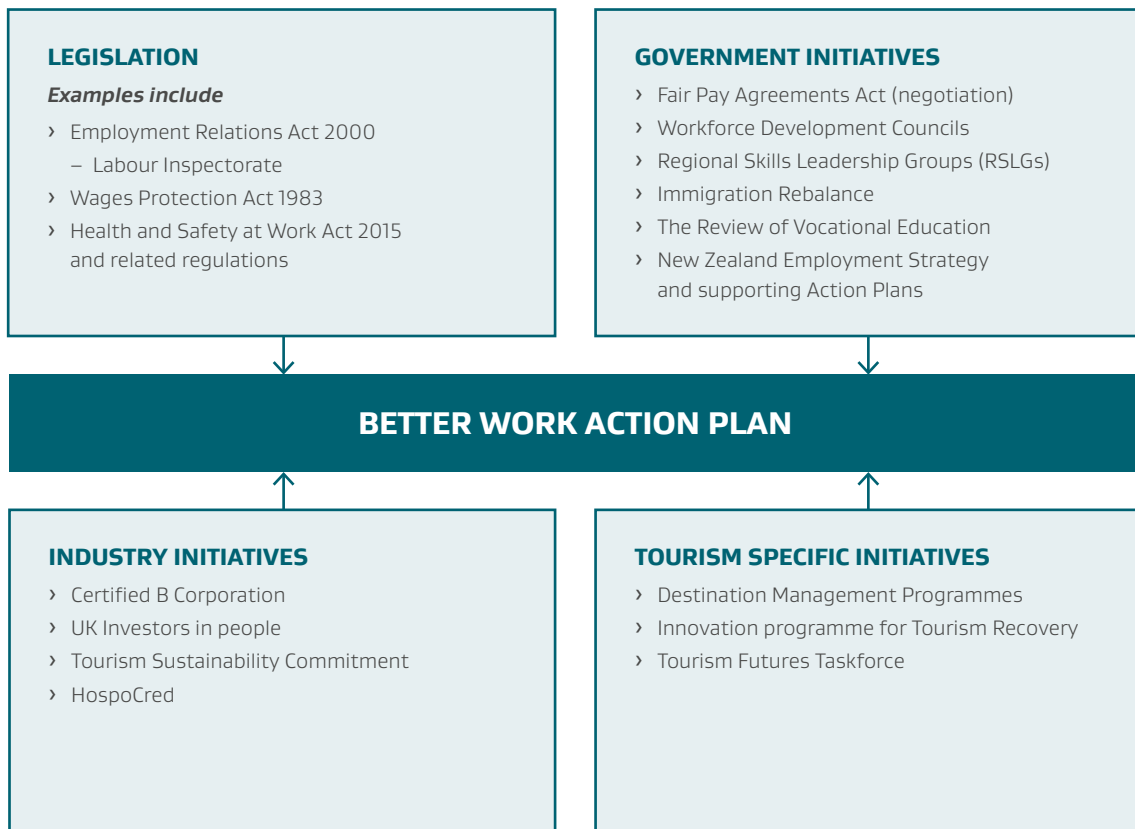 LEGISLATION
Examples include
› Employment Relations Act 2000
– Labour Inspectorate
› Wages Protection Act 1983
› Health and Safety at Work Act 2015
and related regulations
GOVERNMENT INITIATIVES
› Fair Pay Agreements Act (negotiation)
› Workforce Development Councils
› Regional Skills Leadership Groups (RSLGs)
› Immigration Rebalance
› The Review of Vocational Education
› New Zealand Employment Strategy
and supporting Action Plans
BETTER WORK ACTION PLAN
INDUSTRY INITIATIVES
› Certified B Corporation
› UK Investors in people
› Tourism Sustainability Commitment
› HospoCred
TOURISM SPECIFIC INITIATIVES
› Destination Management Programmes
› Innovation programme for Tourism Recovery
› Tourism Futures Taskforce